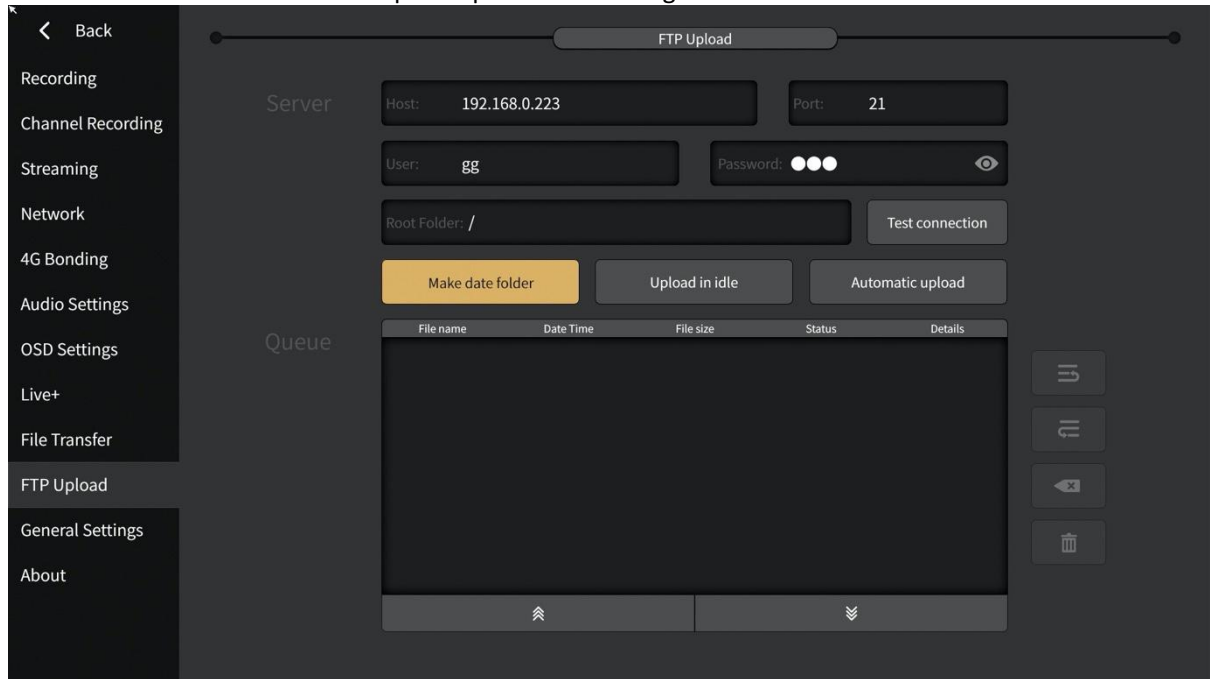 Back
FTP Upload
Recording
Channel Recording
Streaming
Network
4G Bonding
Audio Settings
OSD Settings
Live+
File Transfer
FTP Upload
General Settings
About
Server
Host: 192.168.0.223
Port: 21
User: gg
Password:
Root Folder: /
Test connection
Make date folder
Upload in idle
Automatic upload
Queue
File name Date Time File size Status Details